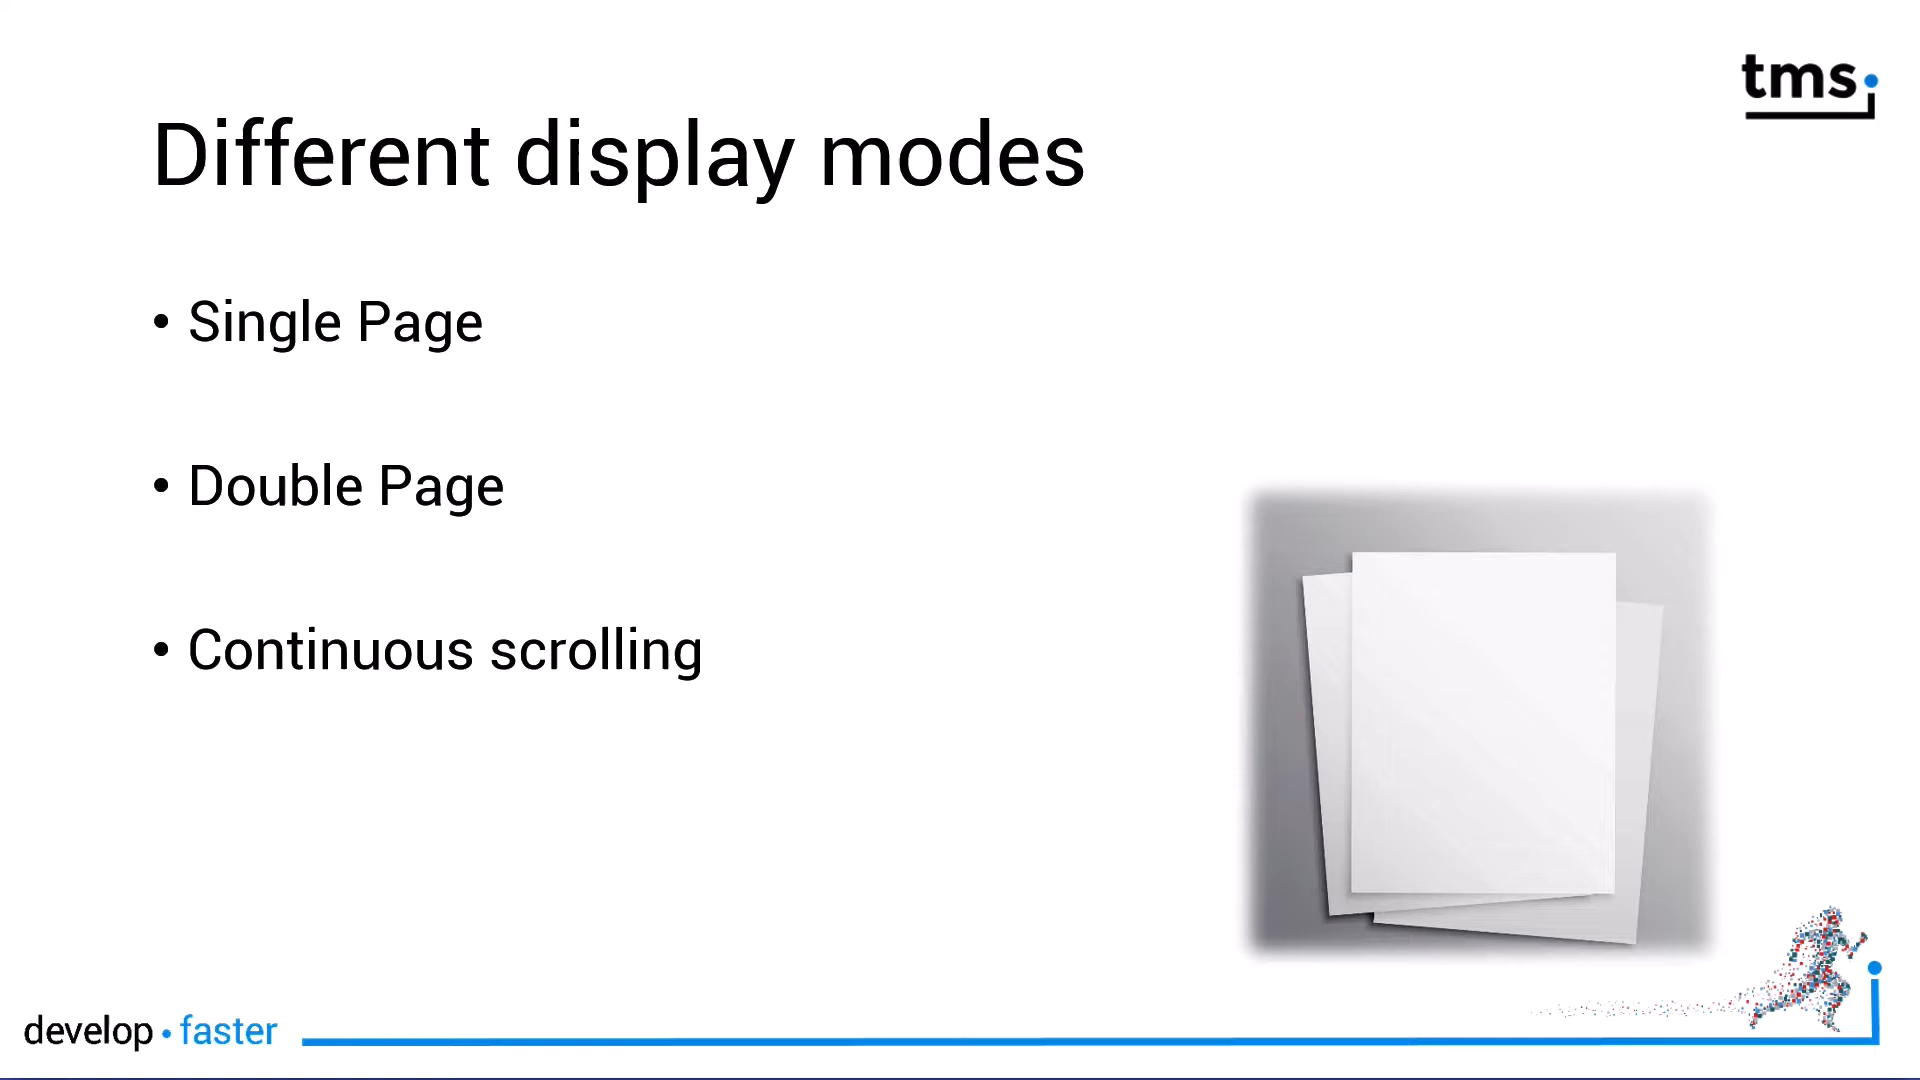 tms
Different display modes
• Single Page
• Double Page
• Continuous scrolling
develop • faster